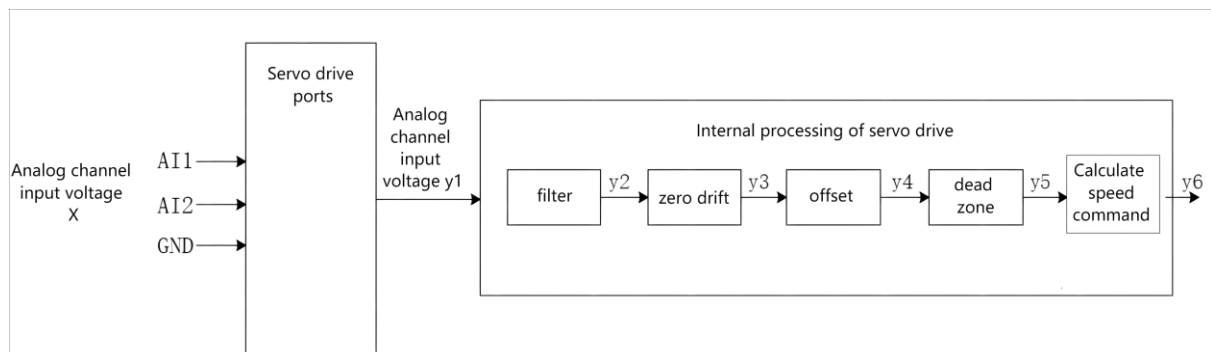 Servo drive
ports
Analog
channel
input
voltage y1
Internal processing of servo drive
Analog channel
input voltage
X
AI1
AI2
GND
filter
y2
zero drift
y3
offset
y4
dead
zone
y5
Calculate
speed
command
y6